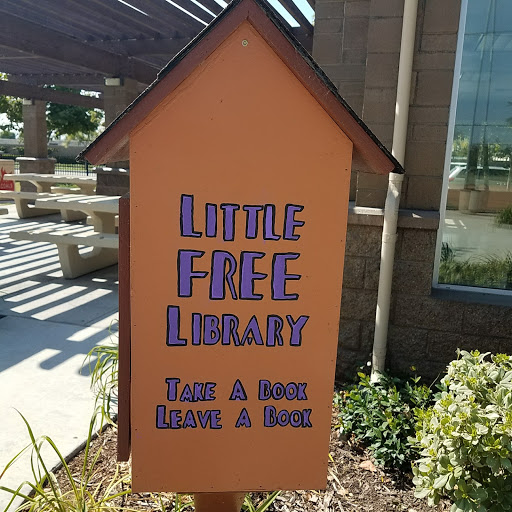 Little
Free
Library
Take A Book
Leave A Book